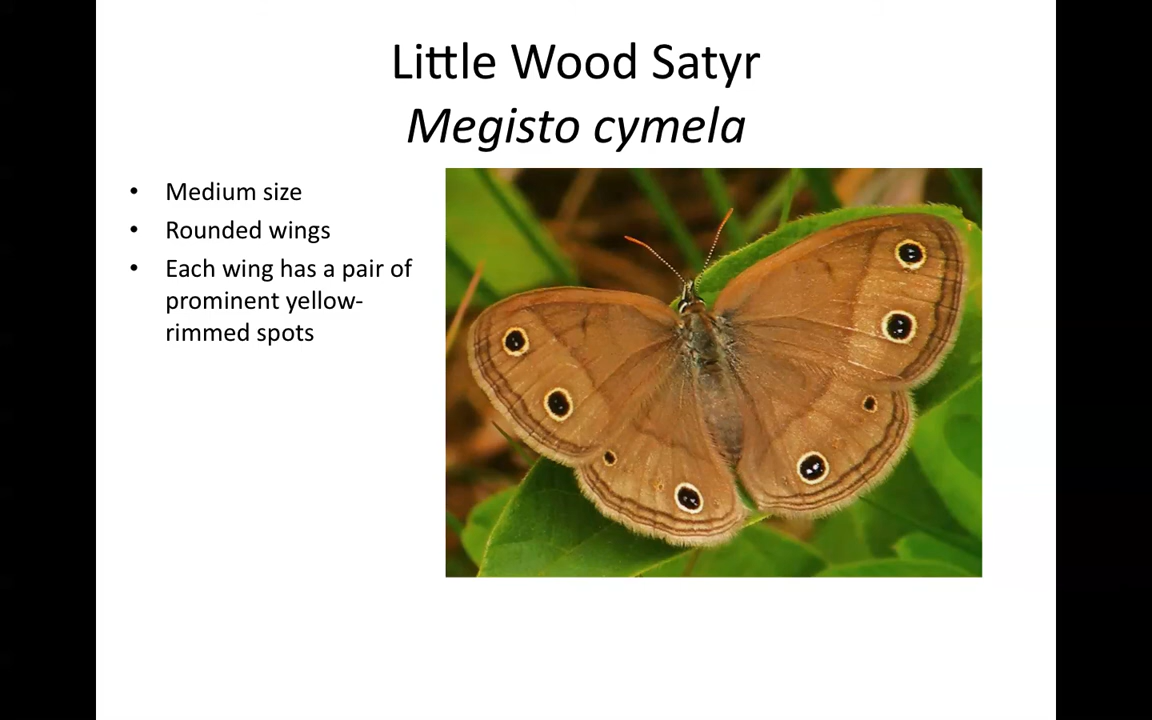 Little Wood Satyr
Megisto cymela
• Medium size
• Rounded wings
• Each wing has a pair of
prominent yellow-
rimmed spots